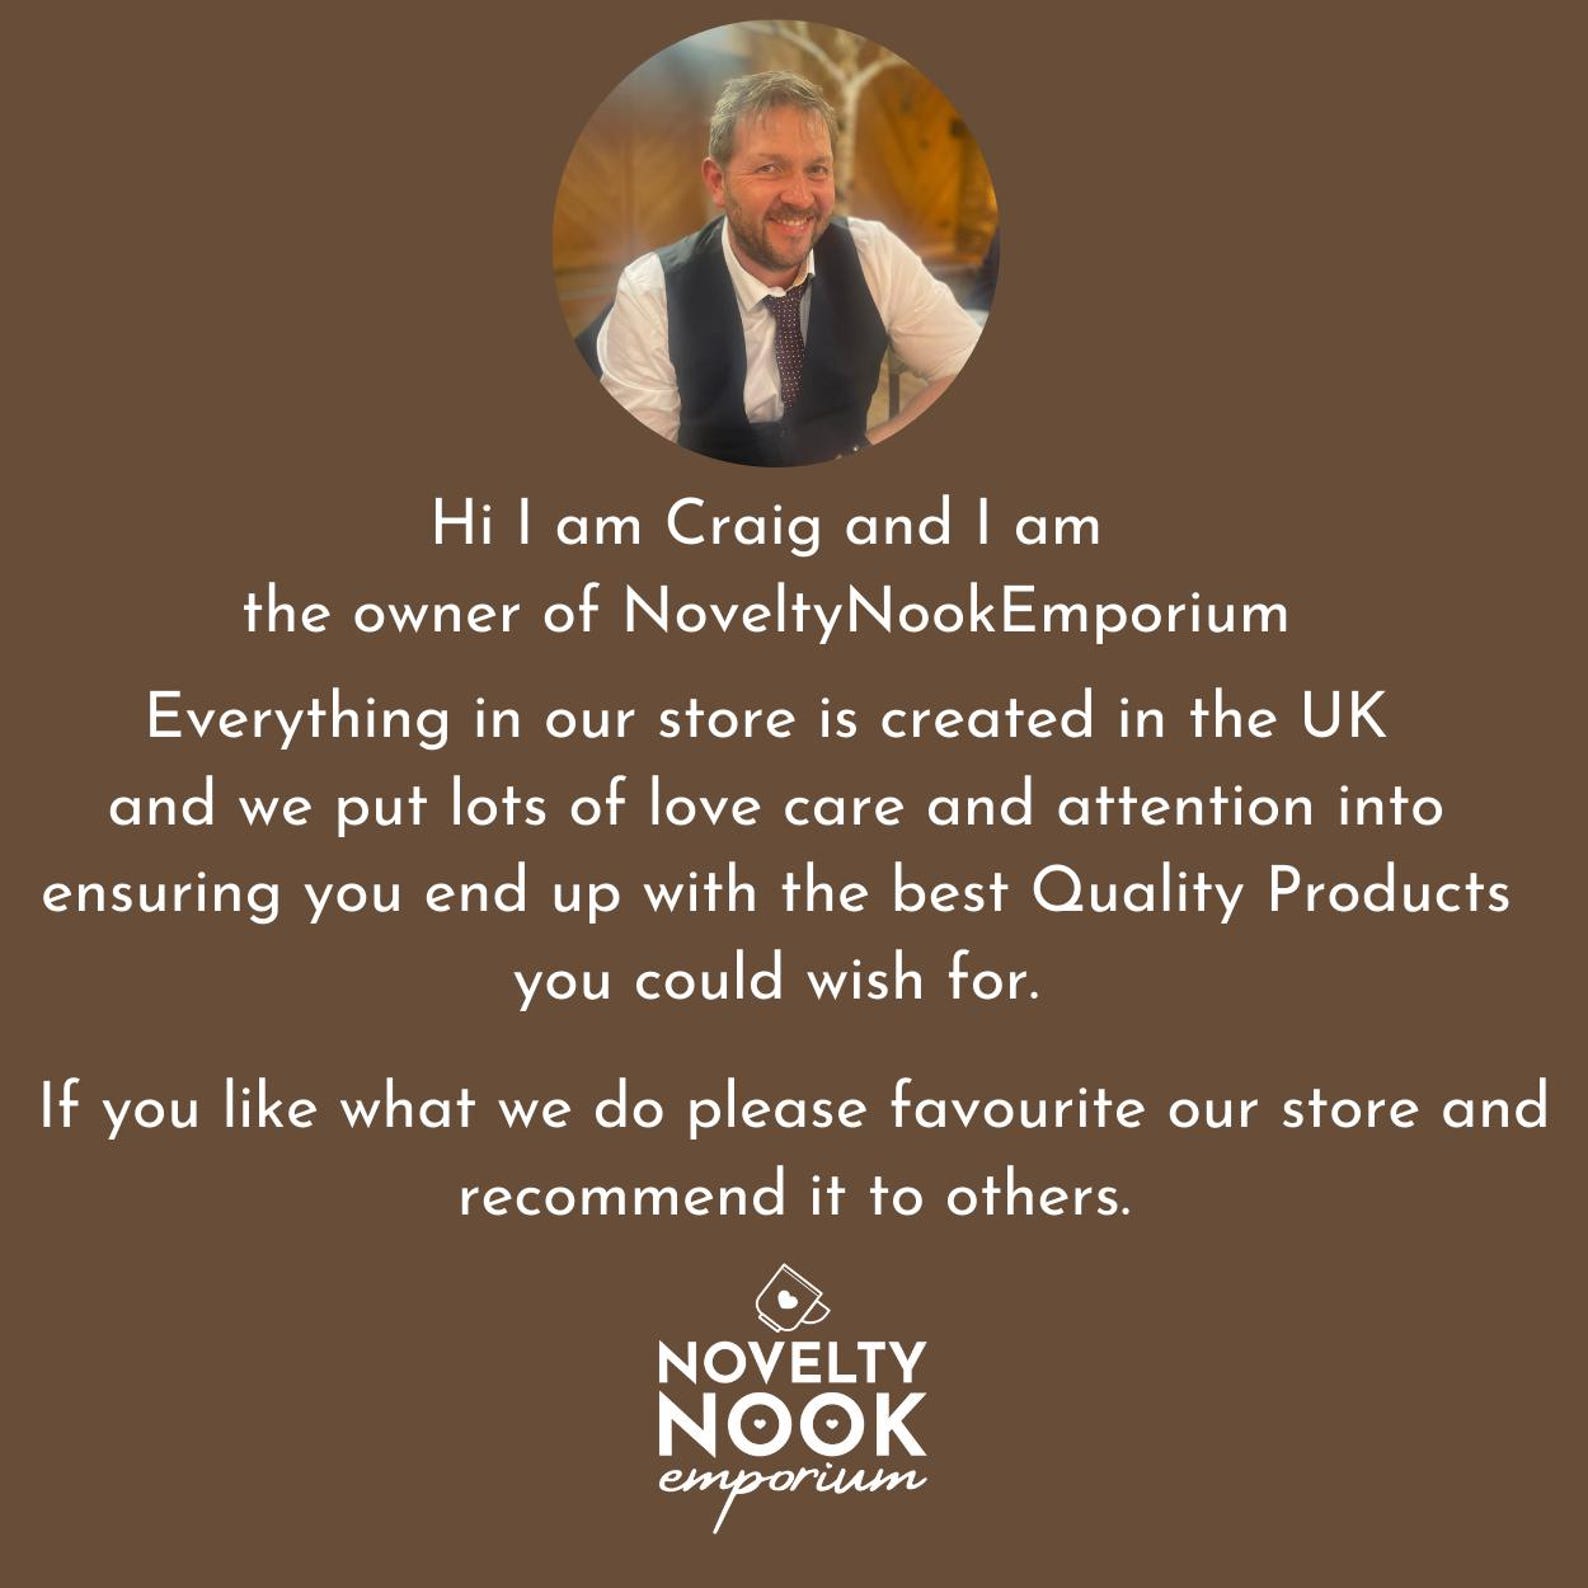 Hi I am Craig and I am
the owner of NoveltyNookEmporium
Everything in our store is created in the UK
and we put lots of love care and attention into
ensuring you end up with the best Quality Products
you could wish for.
If you like what we do please favourite our store and
recommend it to others.
NOVELTY
NOOK
emporium